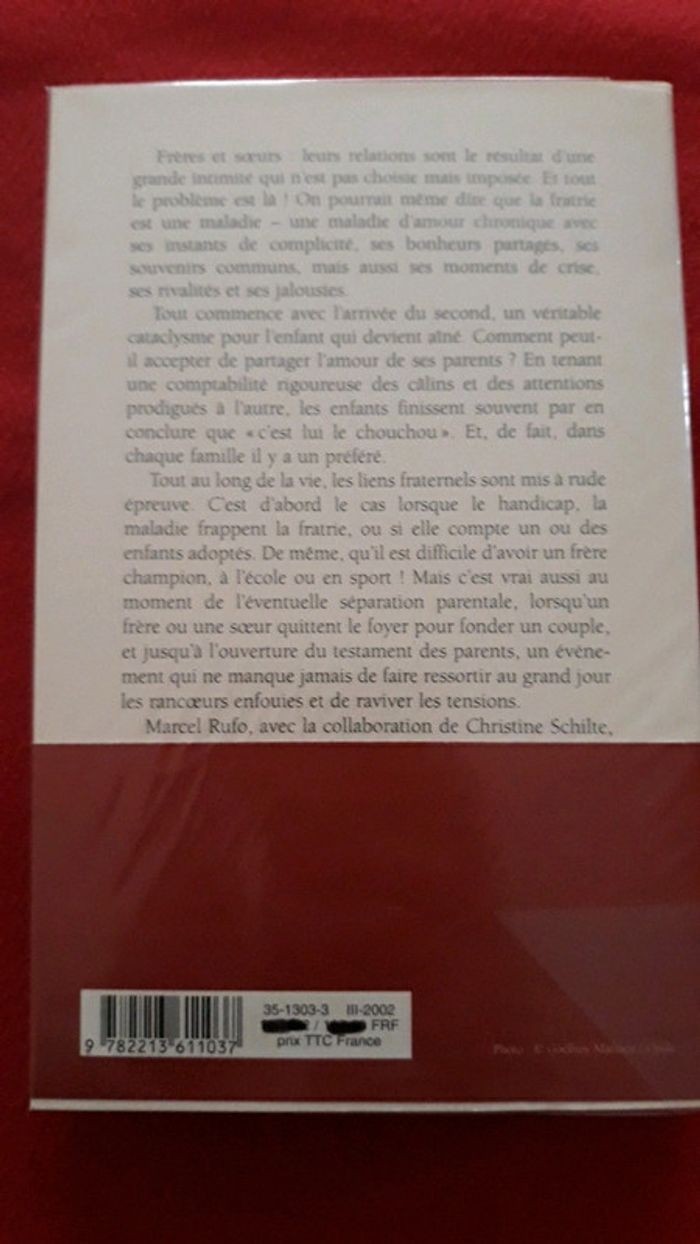 Frères et sœurs : leurs relations sont le résultat d'une
grande intimité qui n'est pas choisie mais imposée. Et tout
le problème est là ! On pourrait même dire que la fratrie
est une maladie – une maladie d'amour chronique avec
ses instants de complicité, ses bonheurs partagés, ses
souvenirs communs, mais aussi ses moments de crise,
ses rivalités et ses jalousies.
Tout commence avec l'arrivée du second, un véritable
cataclysme pour l'enfant qui devient aîné. Comment peut-
il accepter de partager l'amour de ses parents ? En tenant
une comptabilité rigoureuse des câlins et des attentions
prodigués à l'autre, les enfants finissent souvent par en
conclure que « c'est lui le chouchou ». Et, de fait, dans
chaque famille il y a un préféré.
Tout au long de la vie, les liens fraternels sont mis à rude
épreuve. C'est d'abord le cas lorsque le handicap, la
maladie frappent la fratrie, ou si elle compte un ou des
enfants adoptés. De même, qu'il est difficile d'avoir un frère
champion, à l'école ou en sport ! Mais c'est vrai aussi au
moment de l'éventuelle séparation parentale, lorsqu'un
frère ou une sœur quittent le foyer pour fonder un couple,
et jusqu'à l'ouverture du testament des parents, un événe-
ment qui ne manque jamais de faire ressortir au grand jour
les rancœurs enfouies et de raviver les tensions.
Marcel Rufo, avec la collaboration de Christine Schilte,
35-1303-3 III-2002
/ FRF
prix TTC France
9 782213 611037
Photo : ©